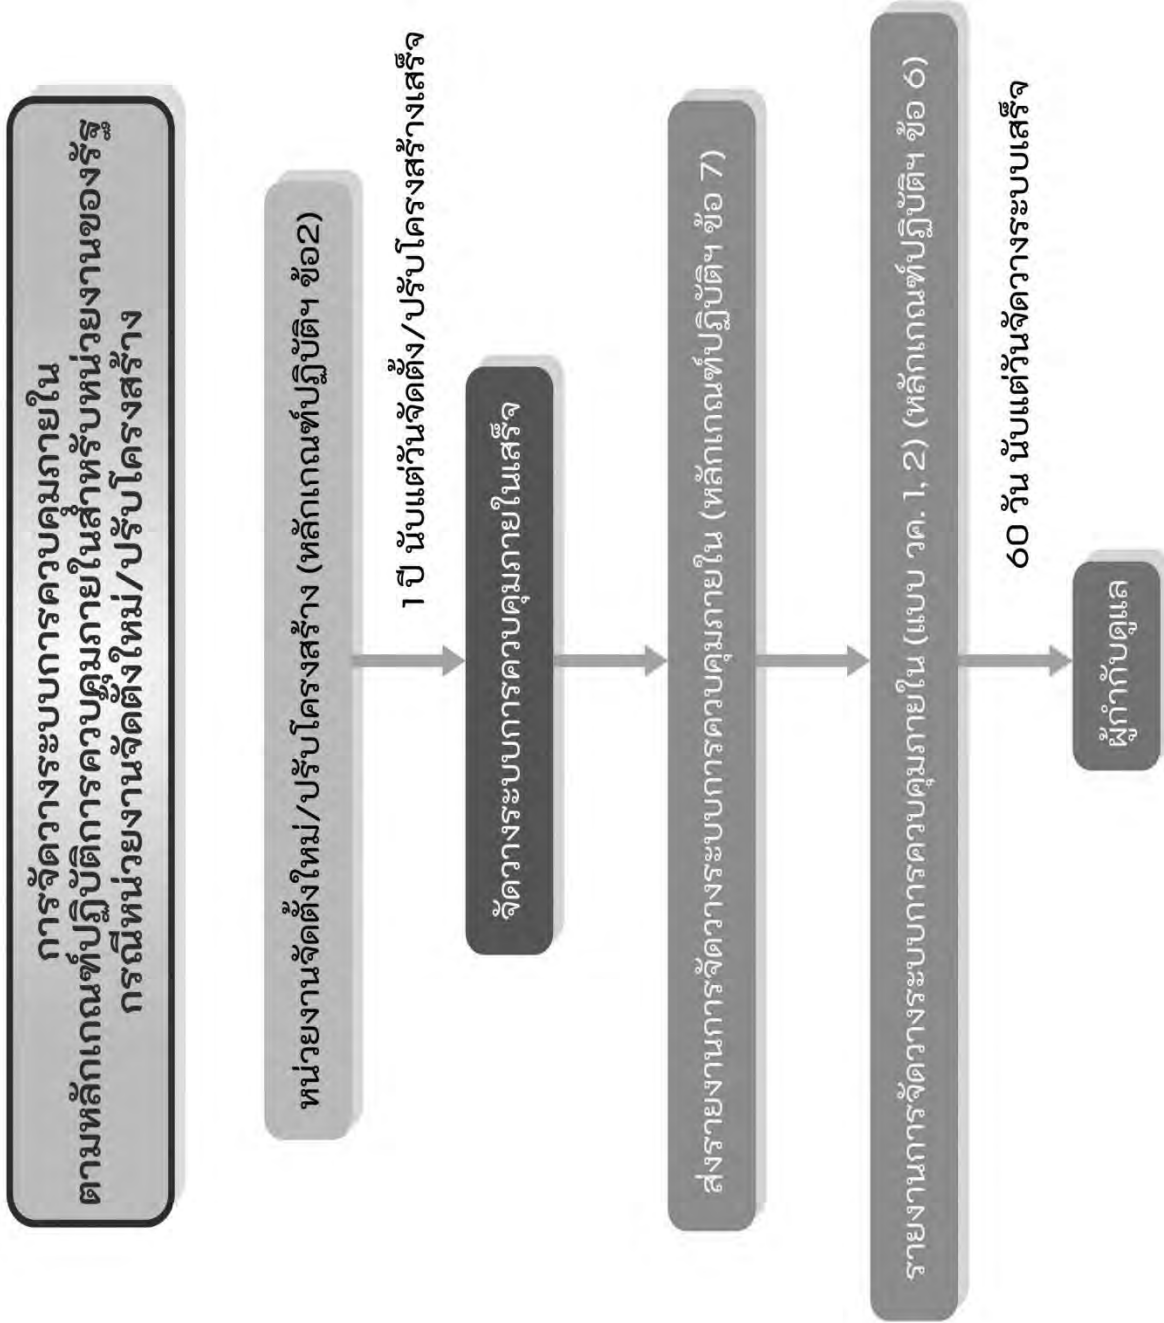 การจัดวางระบบการควบคุมภายใน
ตามหลักเกณฑ์ปฏิบัติการควบคุมภายในสำหรับหน่วยงานของรัฐ
กรณีหน่วยงานจัดตั้งใหม่/ปรับโครงสร้าง
หน่วยงานจัดตั้งใหม่/ปรับโครงสร้าง (หลักเกณฑ์ปฏิบัติฯ ข้อ2)
1 ปี นับแต่วันจัดตั้ง/ปรับโครงสร้างเสร็จ
จัดวางระบบการควบคุมภายในเสร็จ
ส่งรายงานการจัดวางระบบการควบคุมภายใน (หลักเกณฑ์ปฏิบัติฯ ข้อ 7)
รายงานการจัดวางระบบการควบคุมภายใน (แบบ วค. 1, 2) (หลักเกณฑ์ปฏิบัติฯ ข้อ 6)
60 วัน นับแต่วันจัดวางระบบเสร็จ
ผู้กำกับดูแล